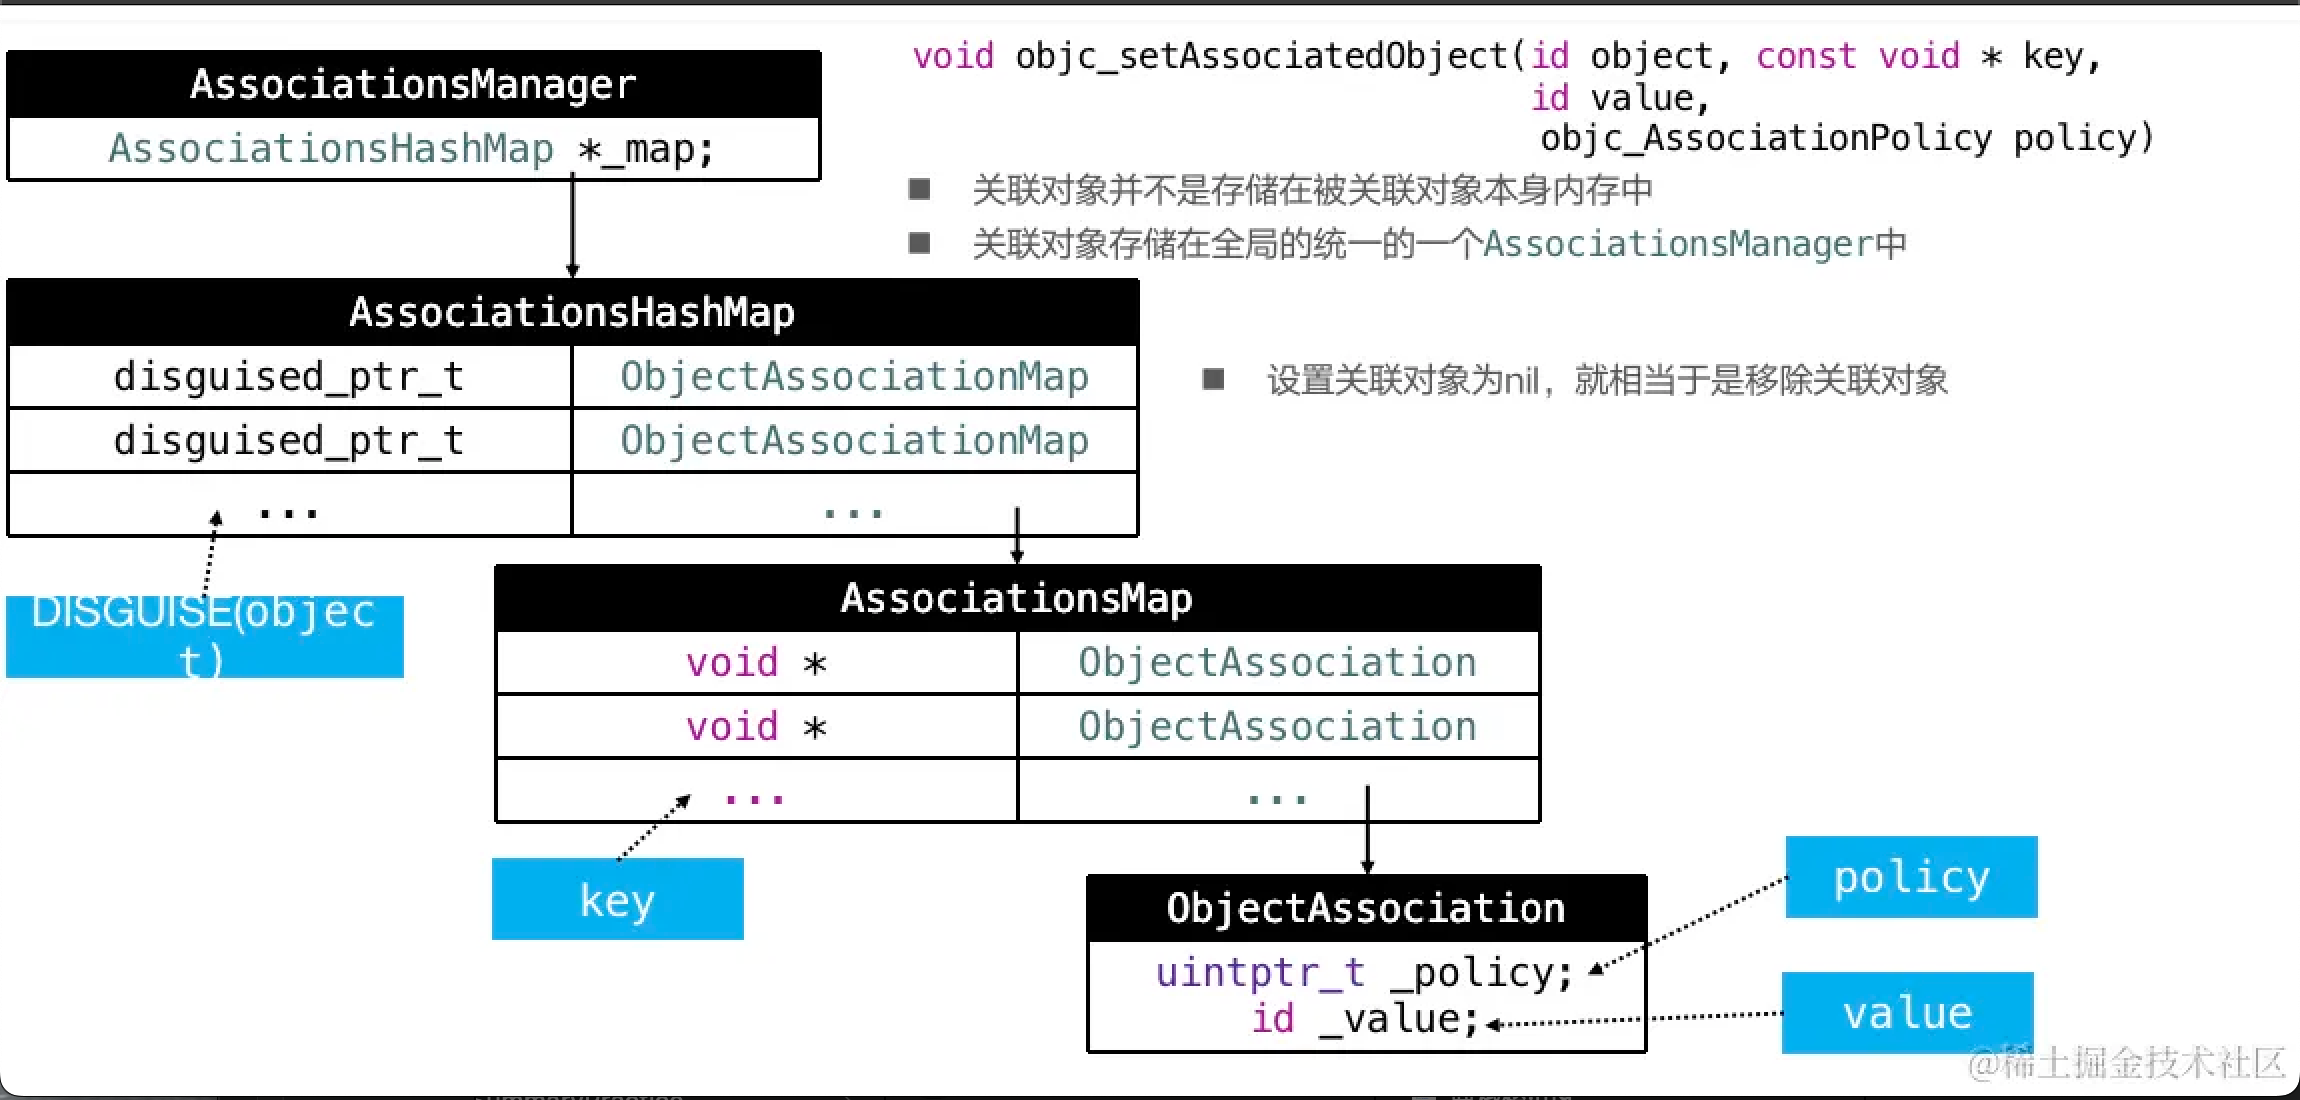 void objc_setAssociatedObject(id object, const void * key,
id value,
objc_AssociationPolicy policy)
■ 关联对象并不是存储在被关联对象本身内存中
■ 关联对象存储在全局的统一的一个AssociationsManager中
■ 设置关联对象为nil，就相当于是移除关联对象
AssociationsManager
AssociationsHashMap *_map;
AssociationsHashMap
disguised_ptr_t ObjectAssociationMap
disguised_ptr_t ObjectAssociationMap
... ...
DISGUISE(objec
t)
AssociationsMap
void * ObjectAssociation
void * ObjectAssociation
... ...
key
ObjectAssociation
uintptr_t _policy;
id _value;
policy
value
@稀土掘金技术社区